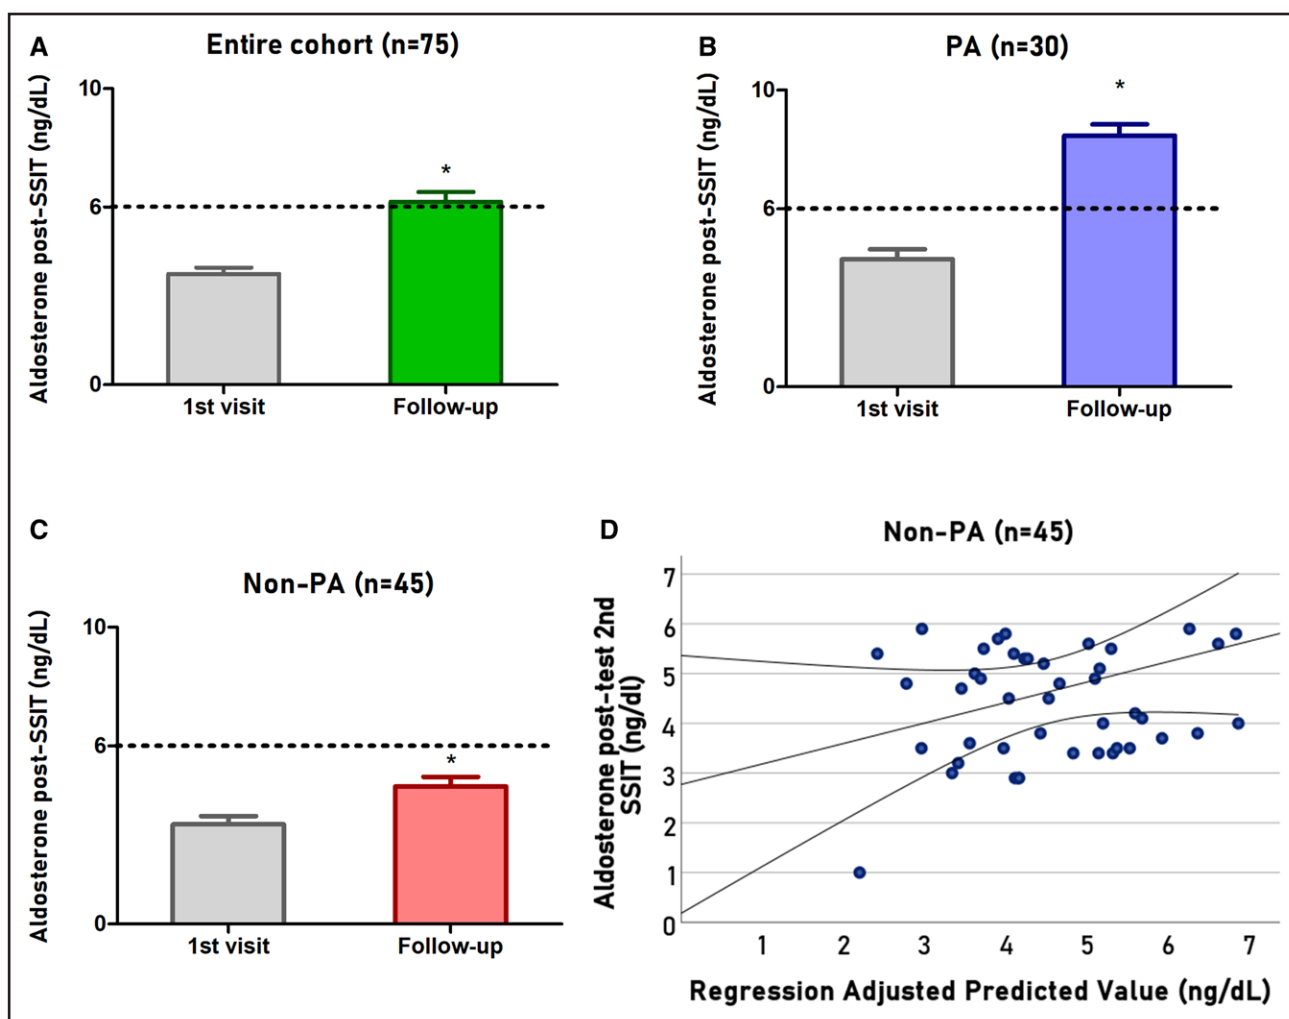 A
Entire cohort (n=75)
Aldosterone post-SSIT (ng/dL)
10
6
0
*
1st visit
Follow-up
B
PA (n=30)
Aldosterone post-SSIT (ng/dL)
10
6
0
*
1st visit
Follow-up
C
Non-PA (n=45)
Aldosterone post-SSIT (ng/dL)
10
6
0
*
1st visit
Follow-up
D
Non-PA (n=45)
Aldosterone post-test 2nd
SSIT (ng/dl)
7
6
5
4
3
2
1
0
1 2 3 4 5 6 7
Regression Adjusted Predicted Value (ng/dL)